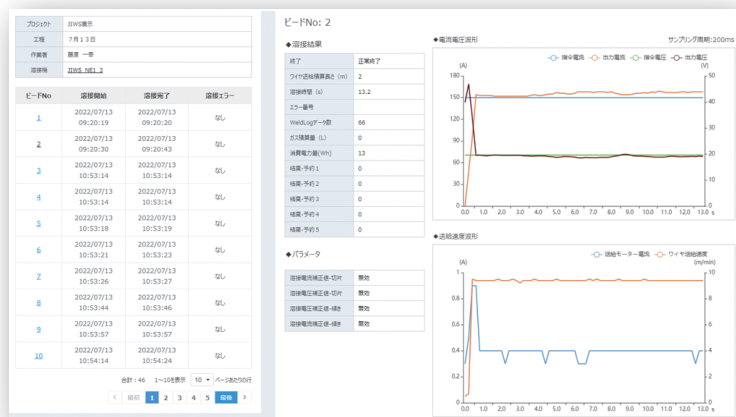 プロジェクト JIWS展示
工程 7月13日
作業者 藤原 一幸
溶接機 JIWS_NE1_3
ビードNo 溶接開始 溶接完了 溶接エラー
1 2022/07/13 09:20:19 2022/07/13 09:20:20 なし
2 2022/07/13 09:20:30 2022/07/13 09:20:43 なし
3 2022/07/13 10:53:14 2022/07/13 10:53:14 なし
4 2022/07/13 10:53:14 2022/07/13 10:53:14 なし
5 2022/07/13 10:53:18 2022/07/13 10:53:19 なし
6 2022/07/13 10:53:21 2022/07/13 10:53:23 なし
7 2022/07/13 10:53:26 2022/07/13 10:53:27 なし
8 2022/07/13 10:53:44 2022/07/13 10:53:46 なし
9 2022/07/13 10:53:57 2022/07/13 10:53:57 なし
10 2022/07/13 10:54:14 2022/07/13 10:54:24 なし
合計：46 1～10を表示 10 ページあたりの行
< 最初 1 2 3 4 5 最後 >
ビードNo: 2
◆溶接結果
終了 正常終了
ワイヤ送給積算長さ（m） 2
溶接時間（s） 13.2
エラー番号
WeldLogデータ数 66
ガス積算量（L） 0
消費電力量(Wh) 13
結果-予約1 0
結果-予約2 0
結果-予約3 0
結果-予約4 0
結果-予約5 0
◆パラメータ
溶接電流補正値-切片 無効
溶接電圧補正値-切片 無効
溶接電圧補正値-傾き 無効
溶接電流補正値-傾き 無効
◆電流電圧波形 サンプリング周期:200ms
指令電流 出力電流 指令電圧 出力電圧
(A) (V)
180 50
150
40
120
30
90
20
60
10
30
0 0
0.0 1.0 2.0 3.0 4.0 5.0 6.0 7.0 8.0 9.0 10.0 11.0 12.0 13.0 s
◆送給速度波形
送給モーター電流 ワイヤ送給速度
(A) (m/min)
1 10
0.8 8
0.6 6
0.4 4
0.2 2
0 0
0.0 1.0 2.0 3.0 4.0 5.0 6.0 7.0 8.0 9.0 10.0 11.0 12.0 13.0 s